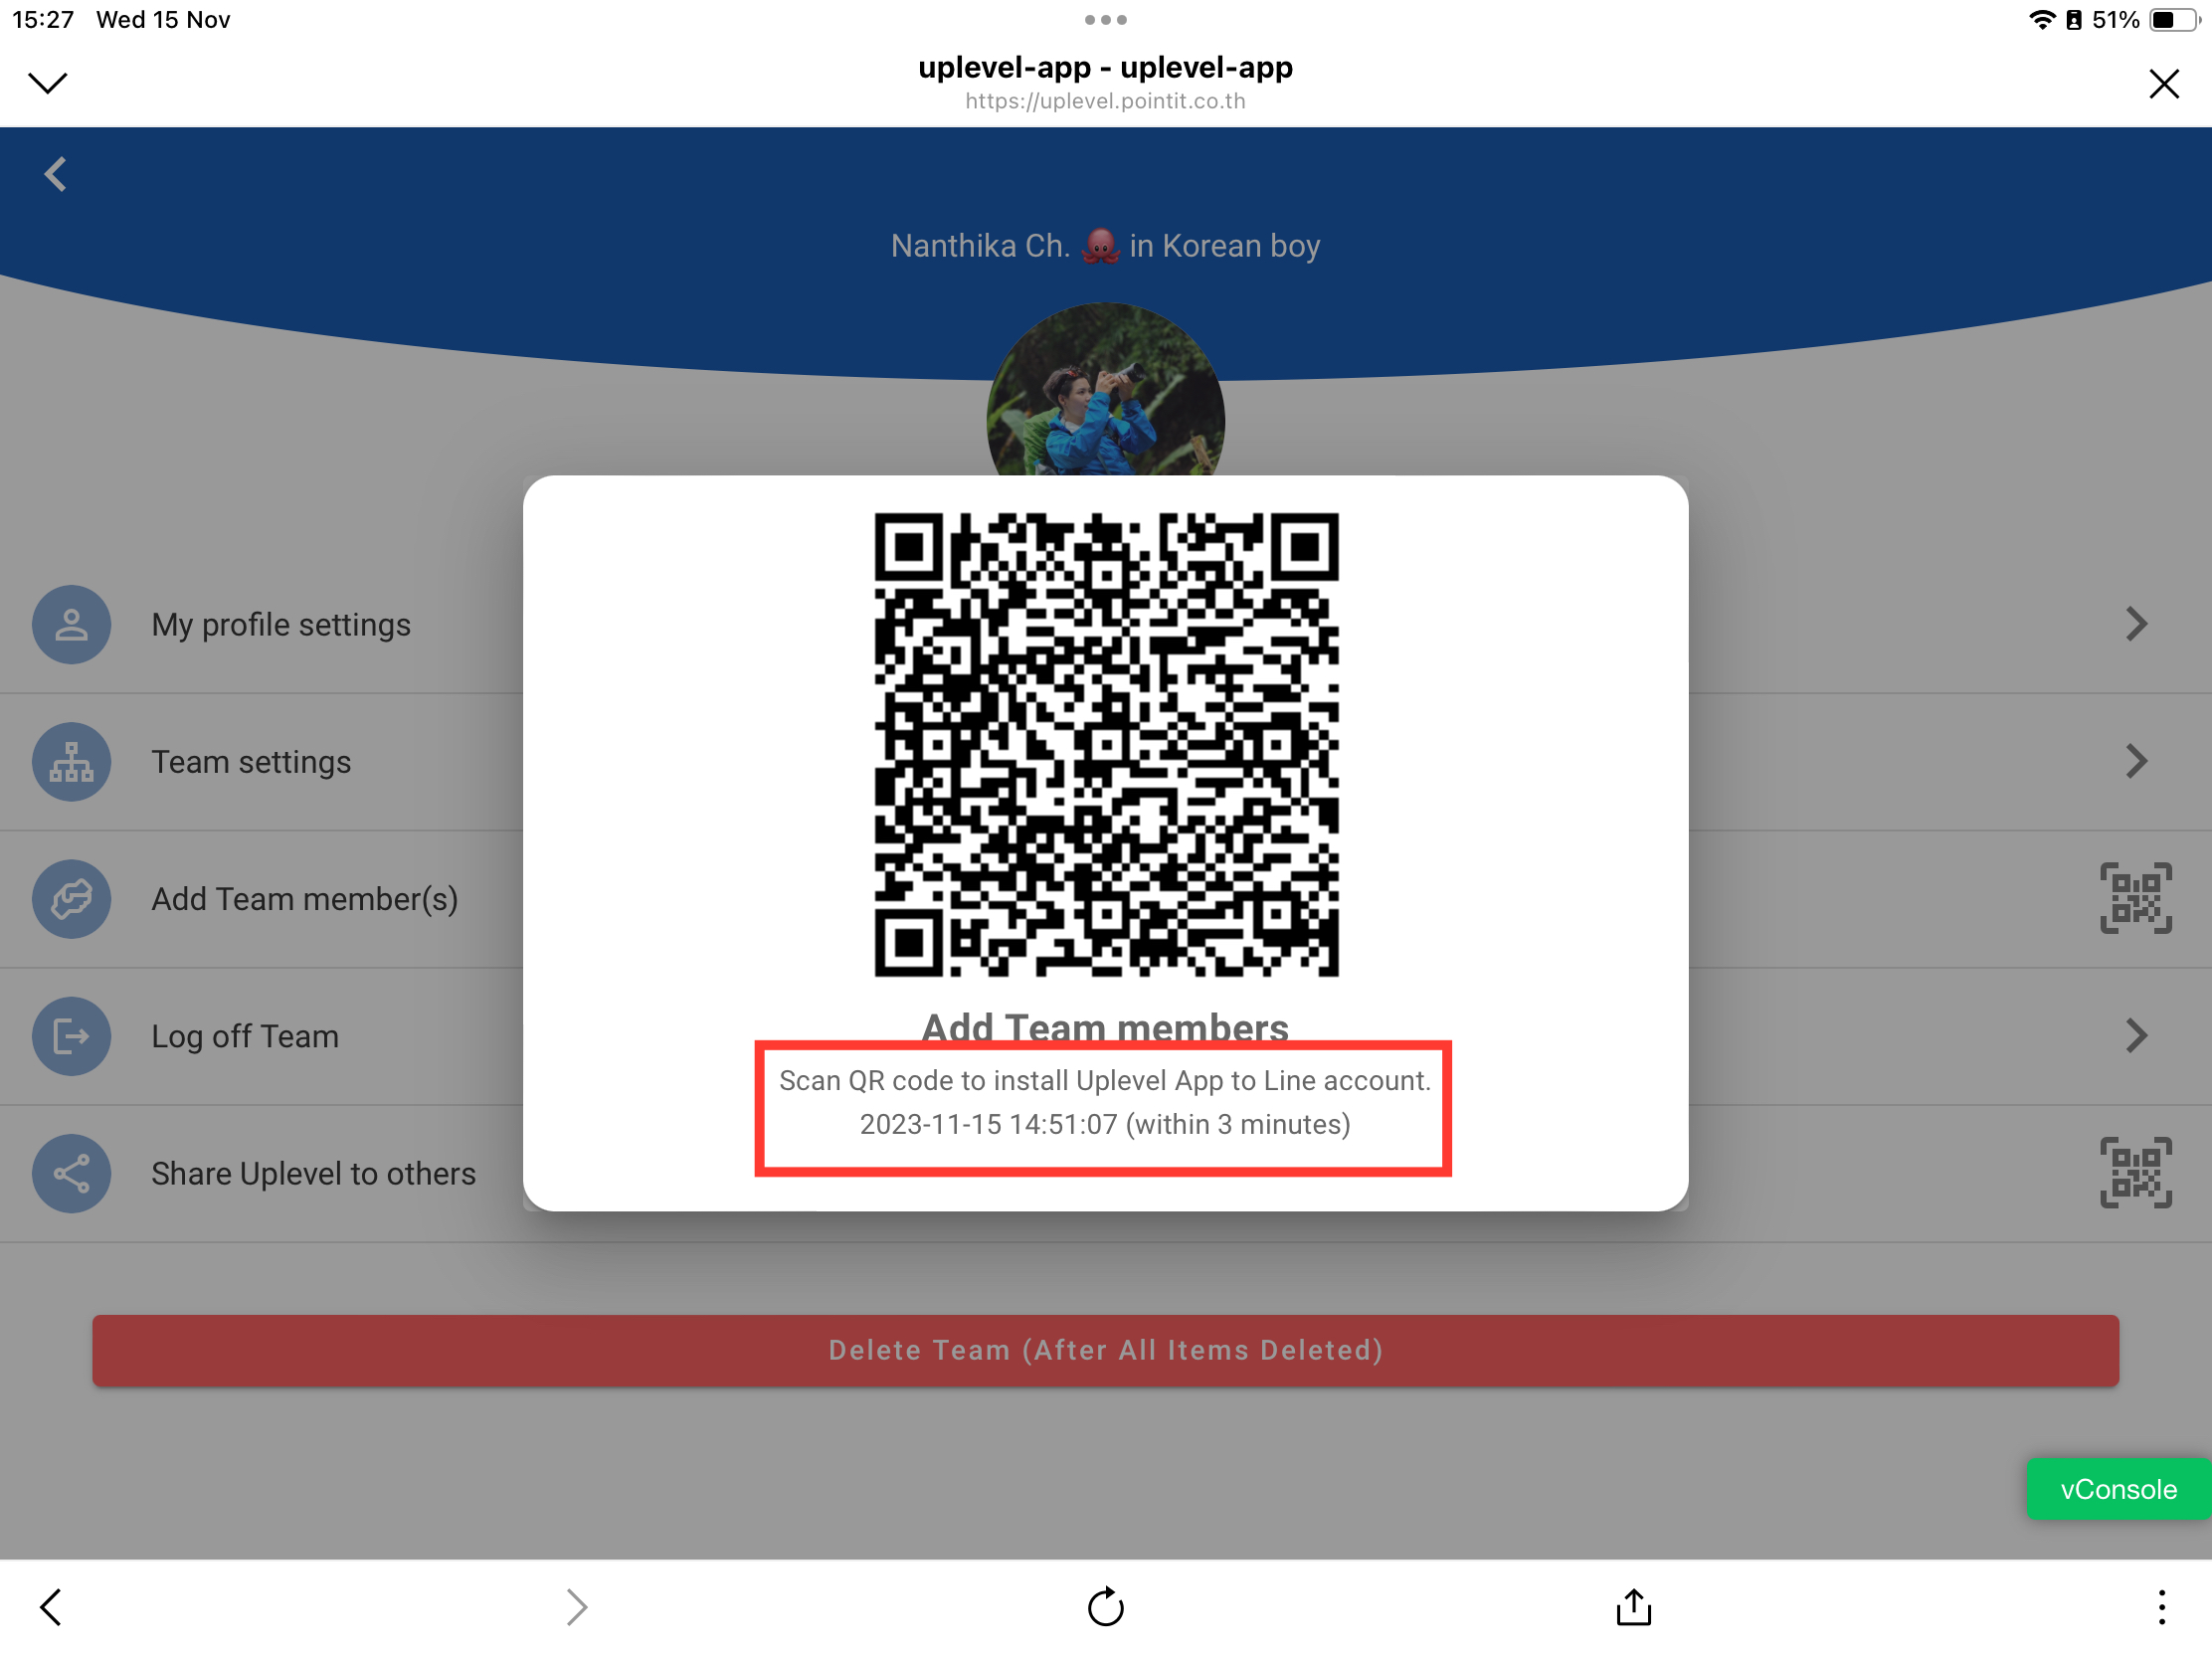 15:27 Wed 15 Nov
51%
uplevel-app - uplevel-app
https://uplevel.pointit.co.th
Nanthika Ch. 🐙 in Korean boy
My profile settings
Team settings
Add Team member(s)
Log off Team
Share Uplevel to others
Add Team members
Scan QR code to install Uplevel App to Line account.
2023-11-15 14:51:07 (within 3 minutes)
Delete Team (After All Items Deleted)
vConsole